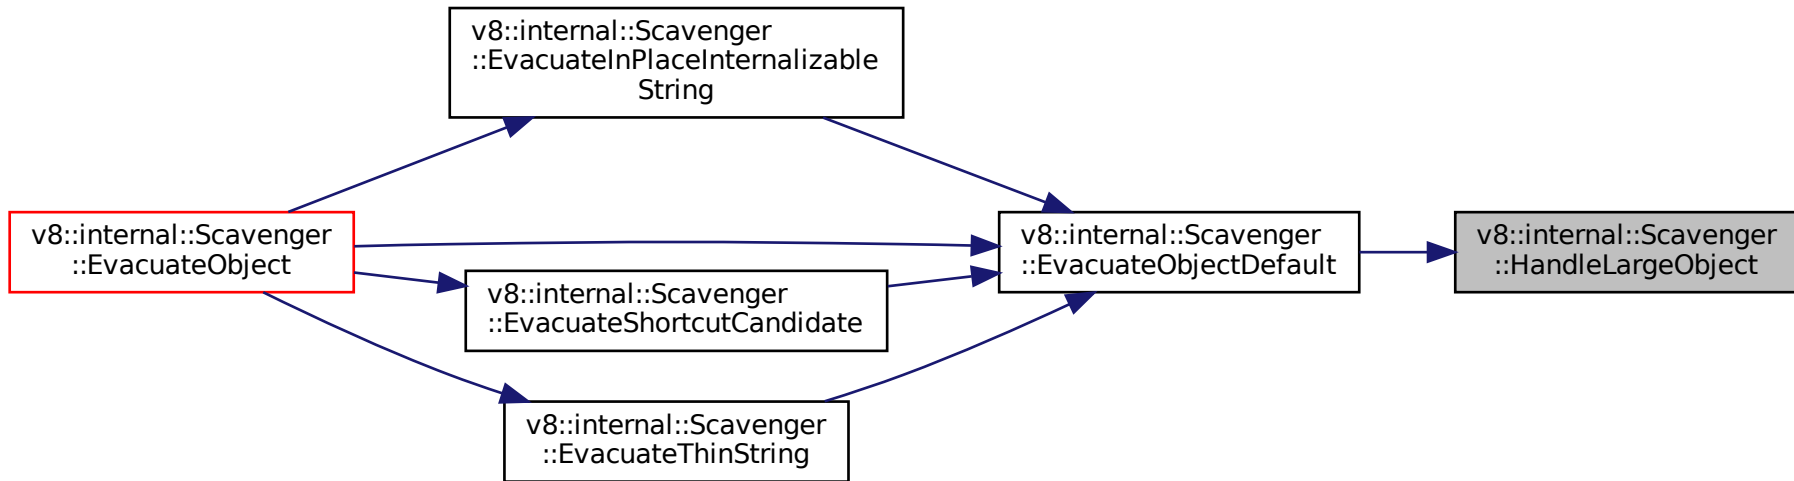 v8::internal::Scavenger
::EvacuateInPlaceInternalizable
String
v8::internal::Scavenger
::EvacuateObject
v8::internal::Scavenger
::EvacuateShortcutCandidate
v8::internal::Scavenger
::EvacuateThinString
v8::internal::Scavenger
::EvacuateObjectDefault
v8::internal::Scavenger
::HandleLargeObject